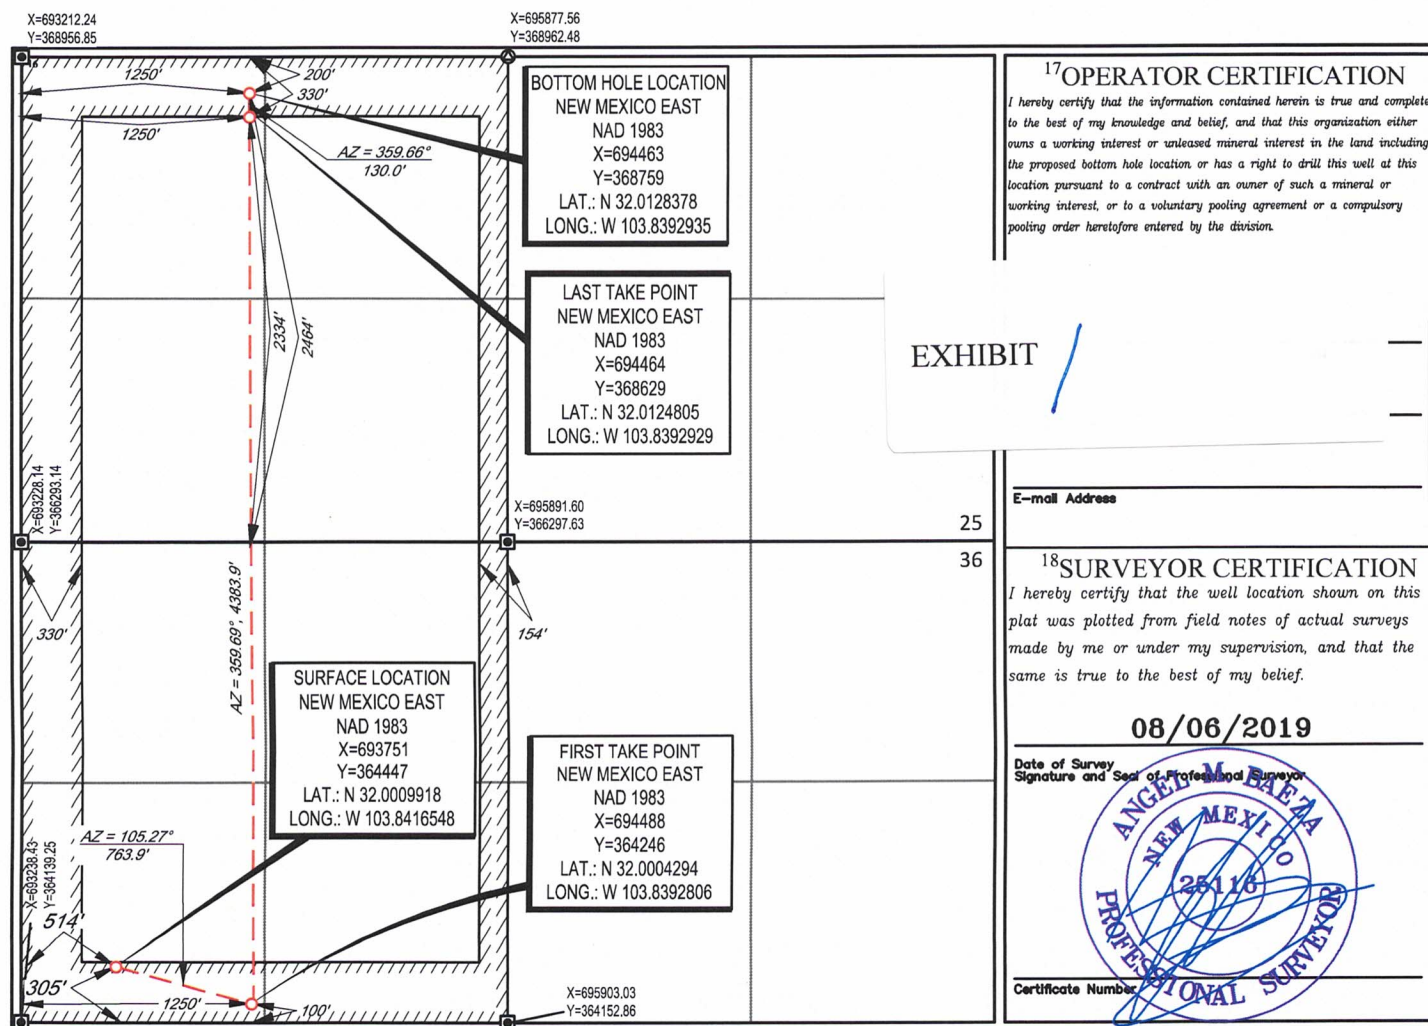 X=693212.24
Y=368956.85
X=695877.56
Y=368962.48
1250'
200'
330'
1250'
AZ = 359.66°
130.0'
BOTTOM HOLE LOCATION
NEW MEXICO EAST
NAD 1983
X=694463
Y=368759
LAT.: N 32.0128378
LONG.: W 103.8392935
LAST TAKE POINT
NEW MEXICO EAST
NAD 1983
X=694464
Y=368629
LAT.: N 32.0124805
LONG.: W 103.8392929
2334'
2464'
X=693228.14
Y=366293.14
X=695891.60
Y=366297.63
25
36
330'
AZ = 359.69°, 4383.9'
154'
SURFACE LOCATION
NEW MEXICO EAST
NAD 1983
X=693751
Y=364447
LAT.: N 32.0009918
LONG.: W 103.8416548
FIRST TAKE POINT
NEW MEXICO EAST
NAD 1983
X=694488
Y=364246
LAT.: N 32.0004294
LONG.: W 103.8392806
AZ = 105.27°
763.9'
X=693238.43
Y=364139.25
514'
305'
1250'
100'
X=695903.03
Y=364152.86
17 OPERATOR CERTIFICATION
I hereby certify that the information contained herein is true and complete
to the best of my knowledge and belief, and that this organization either
owns a working interest or unleased mineral interest in the land including
the proposed bottom hole location or has a right to drill this well at this
location pursuant to a contract with an owner of such a mineral or
working interest, or to a voluntary pooling agreement or a compulsory
pooling order heretofore entered by the division.
EXHIBIT 1
E-mail Address
18 SURVEYOR CERTIFICATION
I hereby certify that the well location shown on this
plat was plotted from field notes of actual surveys
made by me or under my supervision, and that the
same is true to the best of my belief.
08/06/2019
Date of Survey
Signature and Seal of Professional Surveyor
ANGEL M. BAEZA
NEW MEXICO
25116
PROFESSIONAL SURVEYOR
Certificate Number